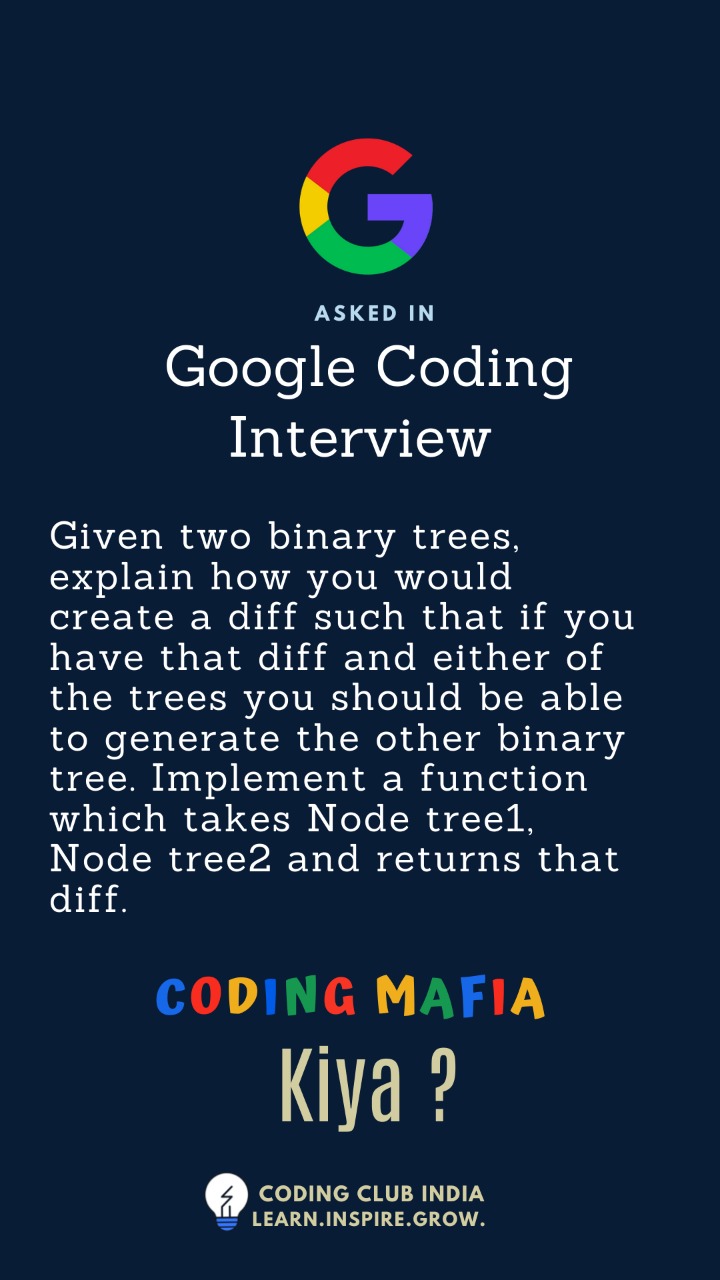 ASKED IN
Google Coding
Interview
Given two binary trees,
explain how you would
create a diff such that if you
have that diff and either of
the trees you should be able
to generate the other binary
tree. Implement a function
which takes Node tree1,
Node tree2 and returns that
diff.
CODING MAFIA
Kiya ?
CODING CLUB INDIA
LEARN.INSPIRE.GROW.